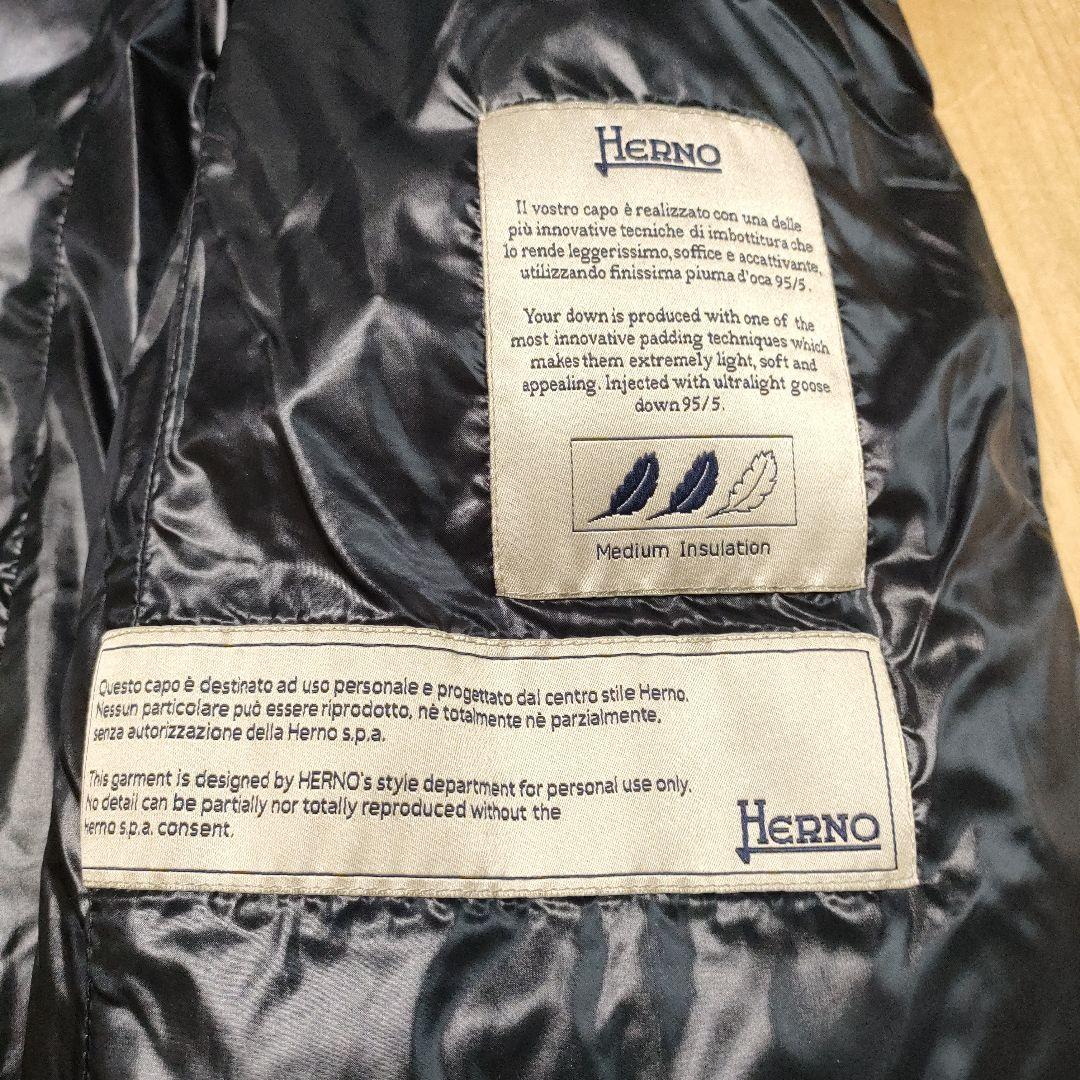 HERNO
Il vostro capo è realizzato con una delle
più innovative tecniche di imbottitura che
lo rende leggerissimo, soffice e accattivante,
utilizzando finissima piuma d'oca 95/5.
Your down is produced with one of the
most innovative padding techniques which
makes them extremely light, soft and
appealing. Injected with ultralight goose
down 95/5.
Medium Insulation
Questo capo è destinato ad uso personale e progettato dal centro stile Herno.
Nessun particolare può essere riprodotto, nè totalmente nè parzialmente,
senza autorizzazione della Herno s.p.a.
This garment is designed by HERNO's style department for personal use only.
No detail can be partially nor totally reproduced without the
Herno s.p.a. consent.
HERNO